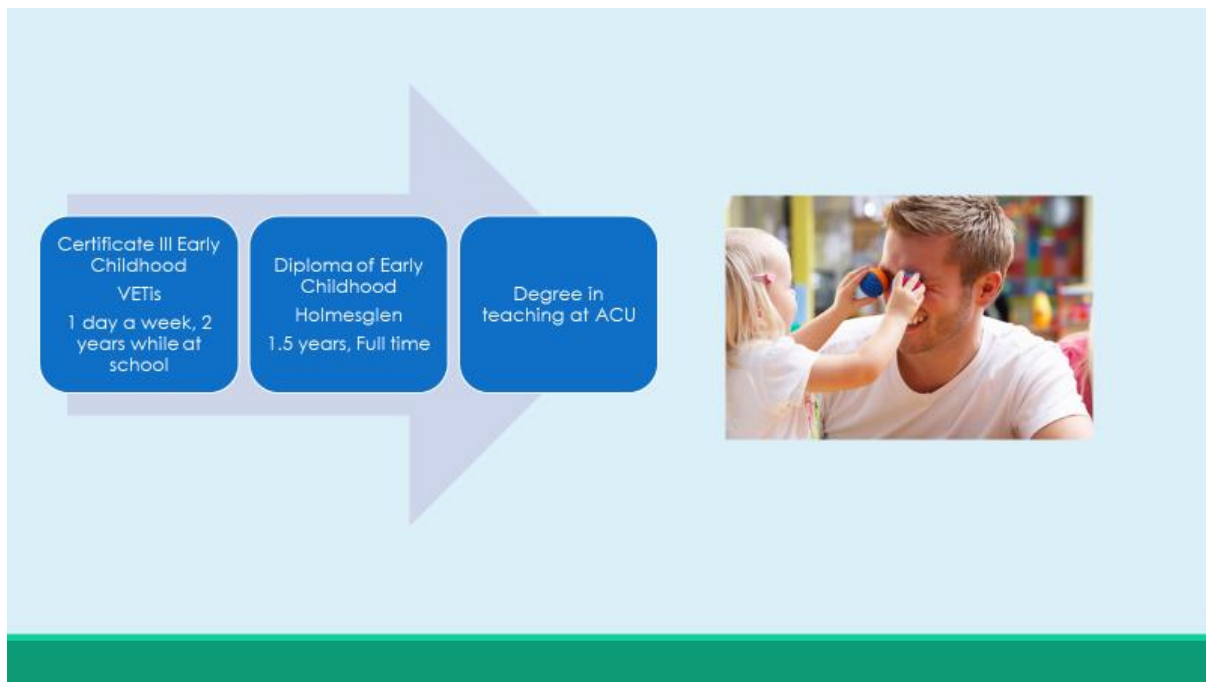 Certificate III Early
Childhood
VETis
1 day a week, 2
years while at
school
Diploma of Early
Childhood
Holmesglen
1.5 years, Full time
Degree in
teaching at ACU